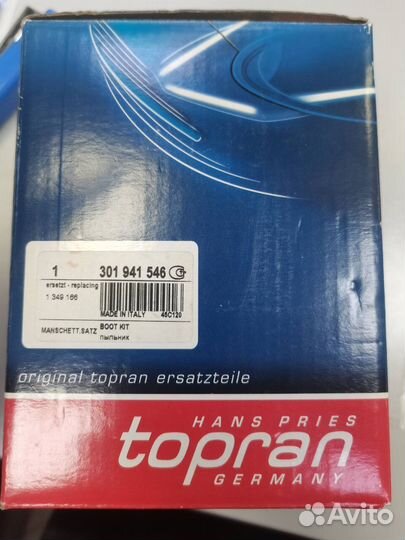 1 301 941 546
ersetzt - replacing
1 349 166
MADE IN ITALY 45C120
MANSCHETT.SATZ BOOT KIT
пыльник
original topran ersatzteile
HANS PRIES
topran
GERMANY
Avito